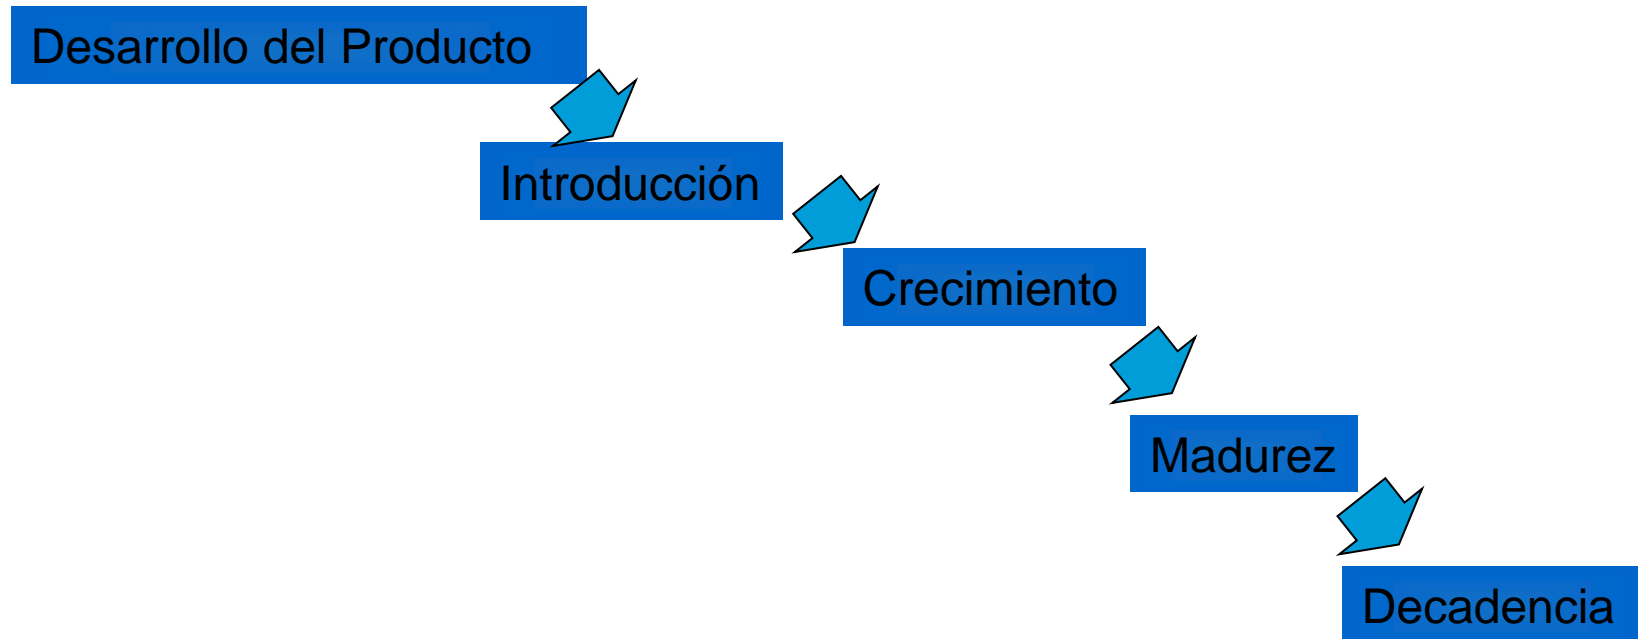 Desarrollo del Producto
Introducción
Crecimiento
Madurez
Decadencia